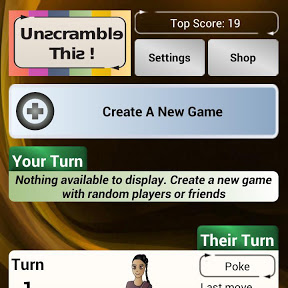 Unscramble
This !
Top Score: 19
Settings
Shop
Create A New Game
Your Turn
Nothing available to display. Create a new game
with random players or friends
Their Turn
Turn
Poke
Last move